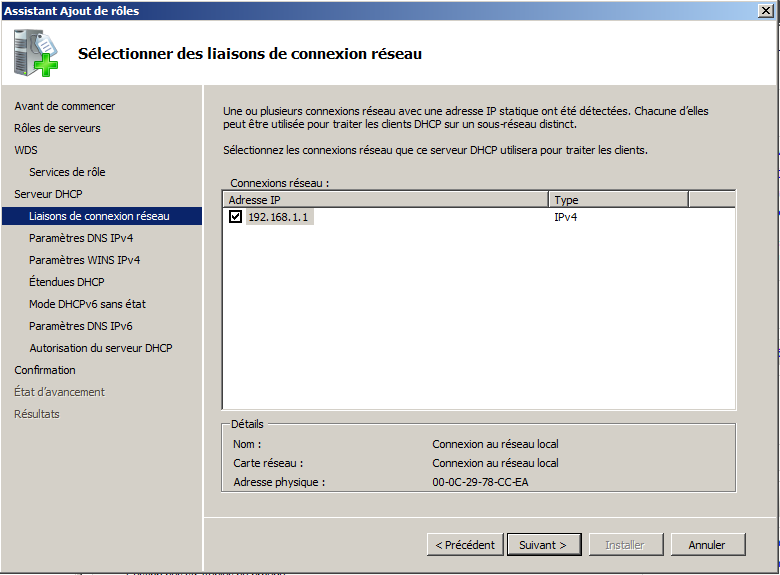 Assistant Ajout de rôles
Sélectionner des liaisons de connexion réseau
Avant de commencer
Rôles de serveurs
WDS
Services de rôle
Serveur DHCP
Liaisons de connexion réseau
Paramètres DNS IPv4
Paramètres WINS IPv4
Étendues DHCP
Mode DHCPv6 sans état
Paramètres DNS IPv6
Autorisation du serveur DHCP
Confirmation
État d'avancement
Résultats
Une ou plusieurs connexions réseau avec une adresse IP statique ont été détectées. Chacune d'elles
peut être utilisée pour traiter les clients DHCP sur un sous-réseau distinct.
Sélectionnez les connexions réseau que ce serveur DHCP utilisera pour traiter les clients.
Connexions réseau :
Adresse IP Type
192.168.1.1 IPv4
Détails
Nom : Connexion au réseau local
Carte réseau : Connexion au réseau local
Adresse physique : 00-0C-29-78-CC-EA
< Précédent Suivant > Installer Annuler